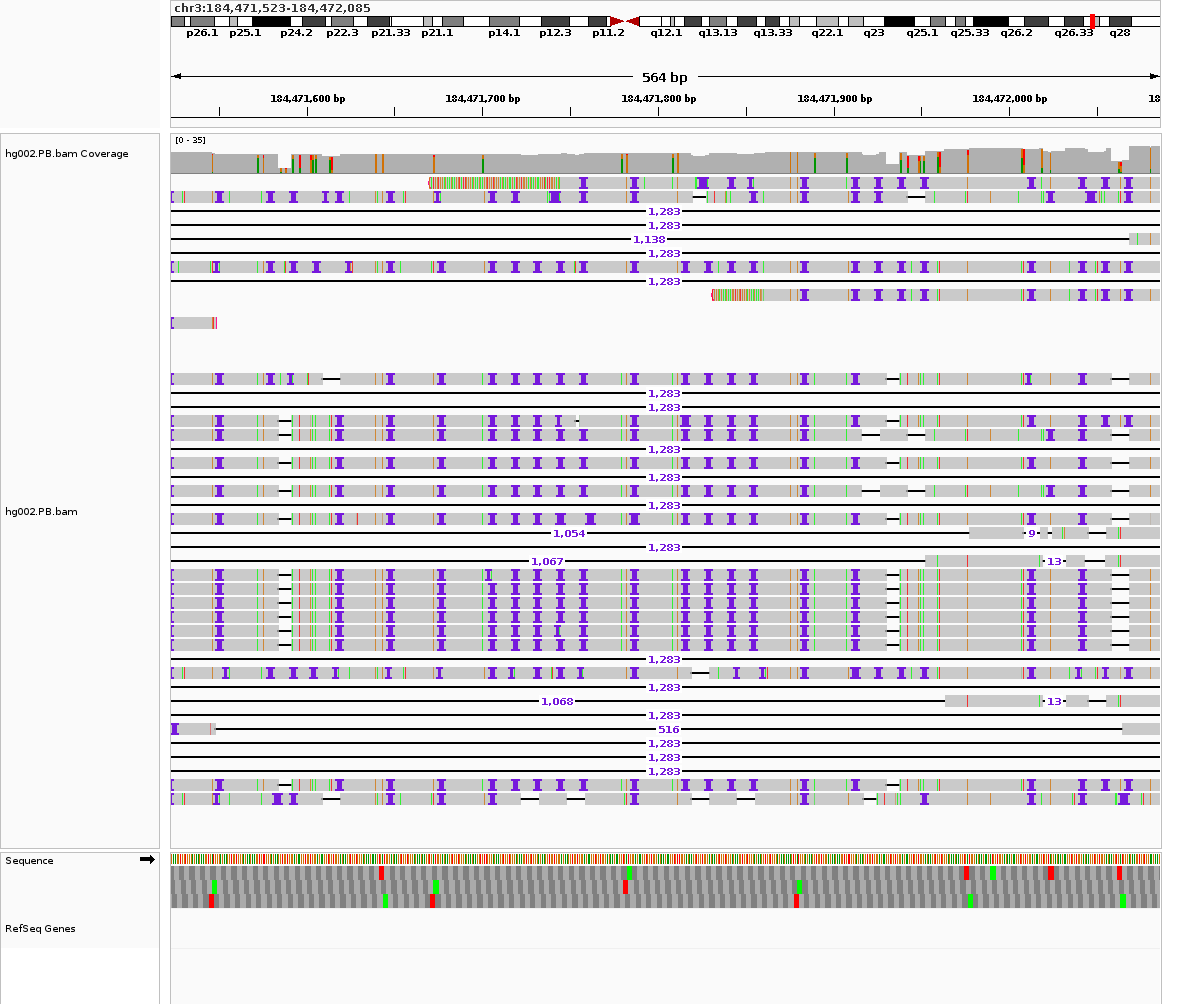 chr3:184,471,523-184,472,085
p26.1 p25.1 p24.2 p22.3 p21.33 p21.1 p14.1 p12.3 p11.2 q12.1 q13.13 q13.33 q22.1 q23 q25.1 q25.33 q26.2 q26.33 q28
564 bp
184,471,600 bp 184,471,700 bp 184,471,800 bp 184,471,900 bp 184,472,000 bp 18
[0 - 35]
hg002.PB.bam Coverage
1,283
1,283
1,138
1,283
1,283
1,283
1,283
1,283
1,283
1,283
hg002.PB.bam
1,054 9
1,283
1,067 13
1,283
1,283
1,068 13
1,283
516
1,283
1,283
1,283
Sequence
RefSeq Genes